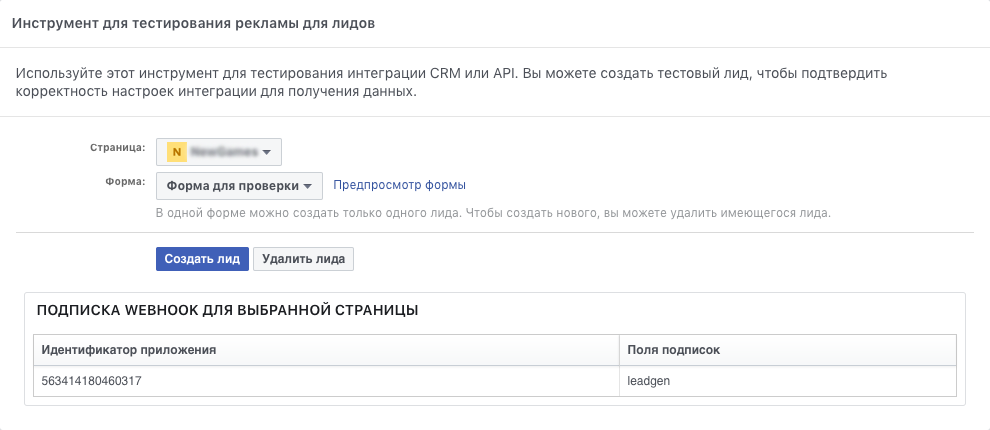 Инструмент для тестирования рекламы для лидов
Используйте этот инструмент для тестирования интеграции CRM или API. Вы можете создать тестовый лид, чтобы подтвердить
корректность настроек интеграции для получения данных.
Страница: N
Форма: Форма для проверки Предпросмотр формы
В одной форме можно создать только одного лида. Чтобы создать нового, вы можете удалить имеющегося лида.
Создать лид Удалить лида
ПОДПИСКА WEBHOOK ДЛЯ ВЫБРАННОЙ СТРАНИЦЫ
Идентификатор приложения Поля подписок
563414180460317 leadgen